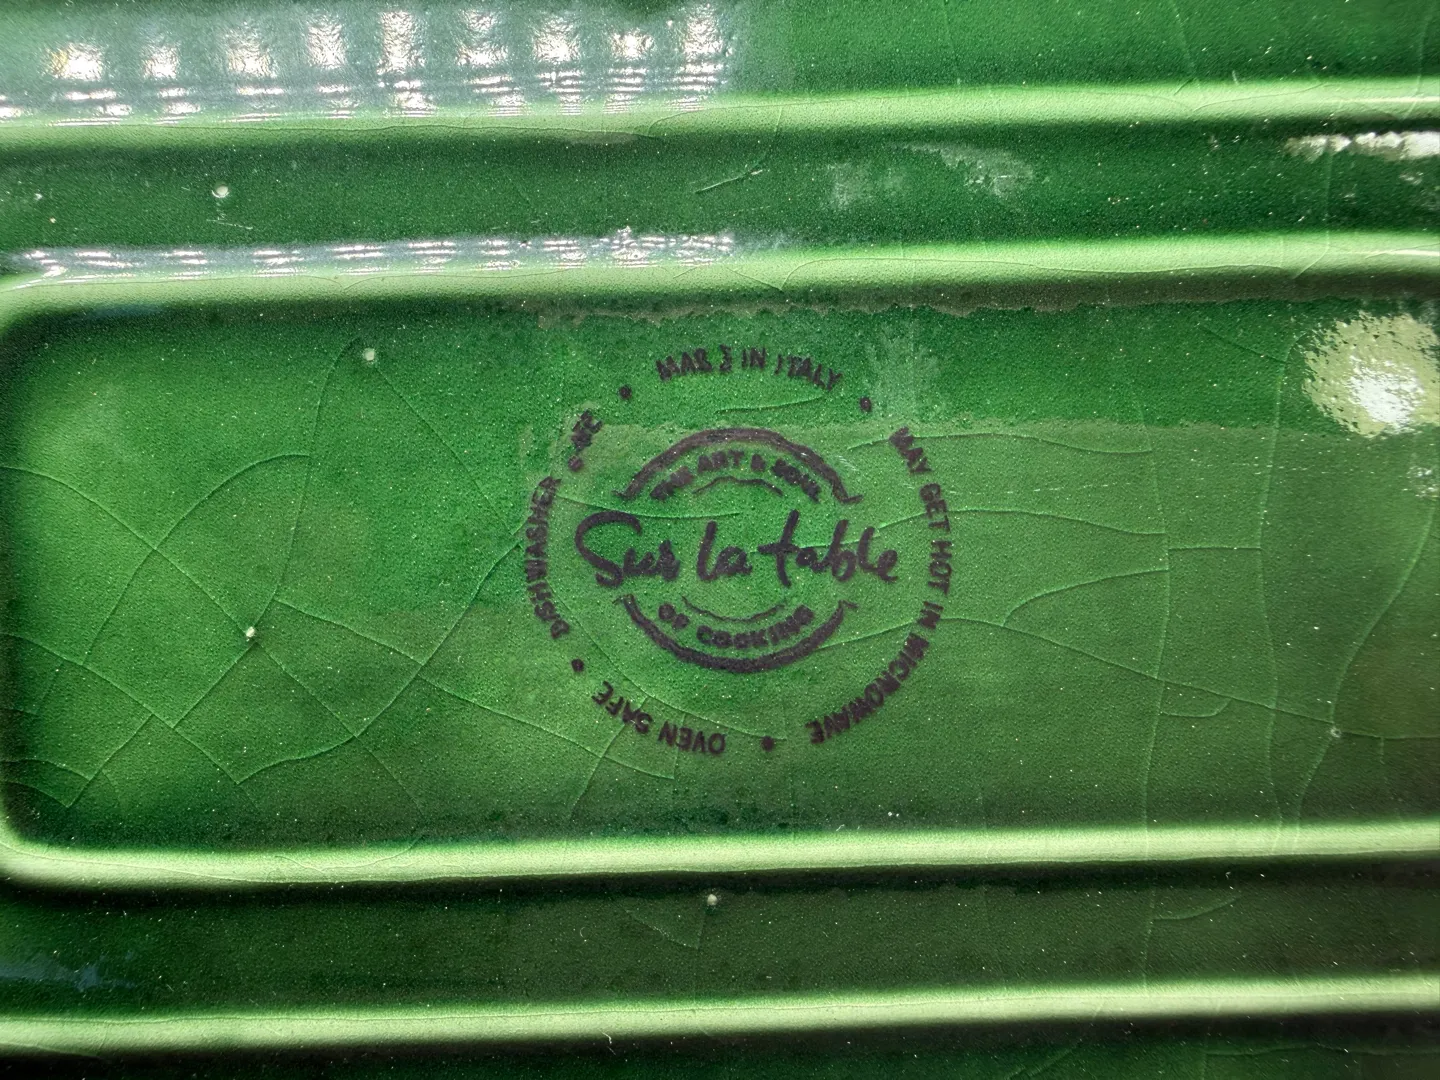 MADE IN ITALY
MAY GET HOT IN MICROWAVE
OVEN SAFE
DISHWASHER
THE ART & SOUL
Sur la table
OF COOKING